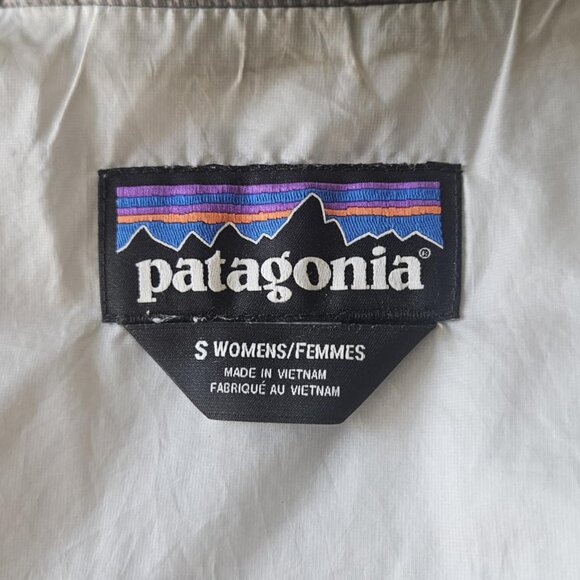 patagonia®
S WOMENS/FEMMES
MADE IN VIETNAM
FABRIQUÉ AU VIETNAM